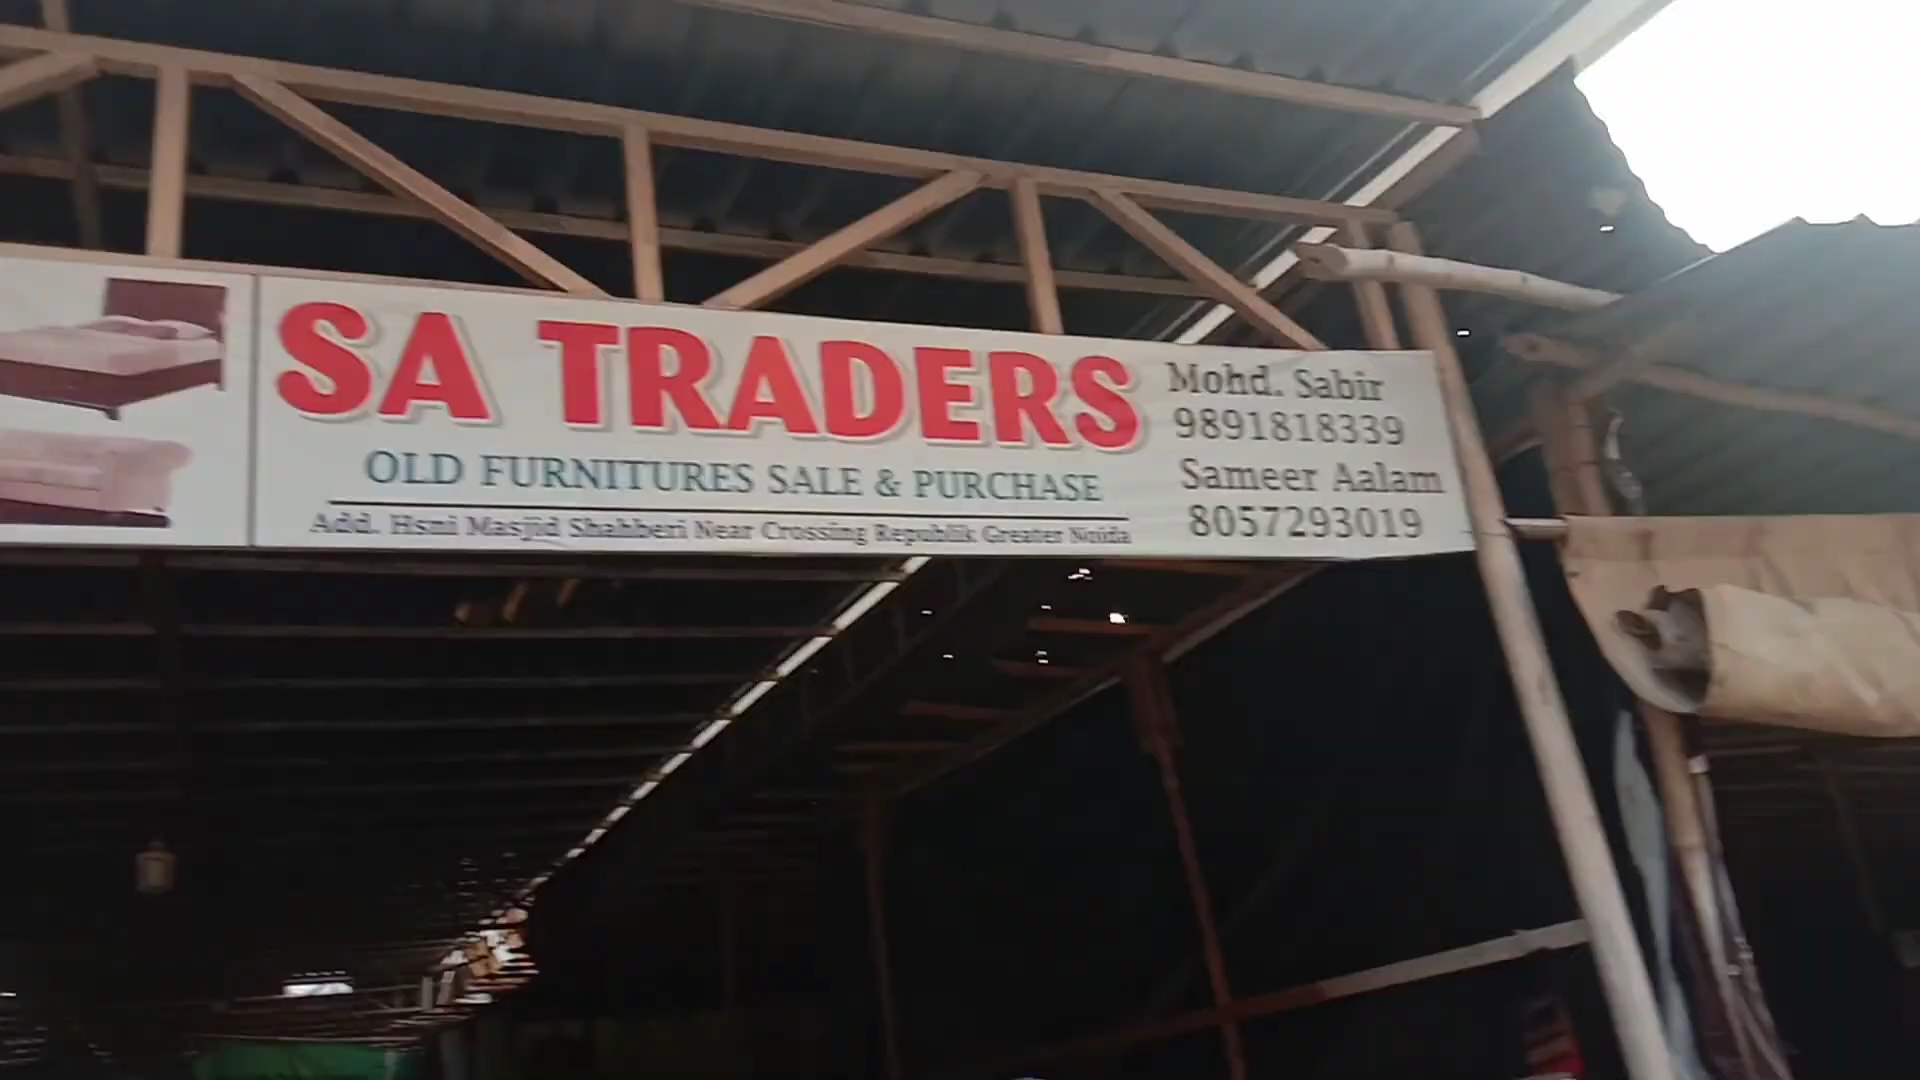 SA TRADERS
OLD FURNITURES SALE & PURCHASE
Add. Hsni Masjid Shahberi Near Crossing Republik Greater Noida
Mohd. Sabir
9891818339
Sameer Aalam
8057293019